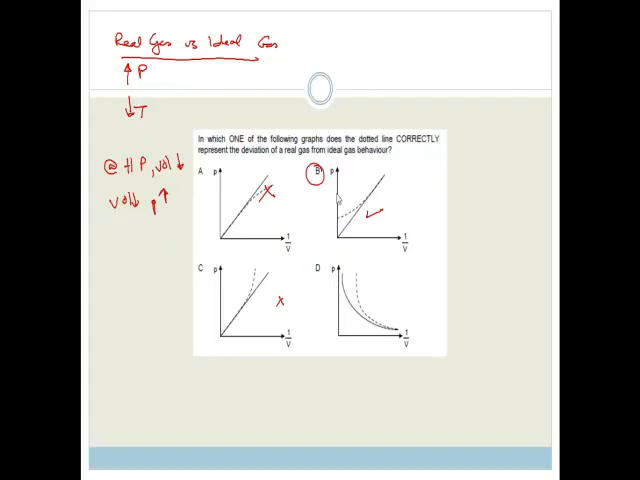 Real Gas vs Ideal Gas
↑ P
↓ T
@ H P, vol ↓
vol↓ p ↑
In which ONE of the following graphs does the dotted line CORRECTLY
represent the deviation of a real gas from ideal gas behaviour?
A p 1/V
B p 1/V
C p 1/V
D p 1/V